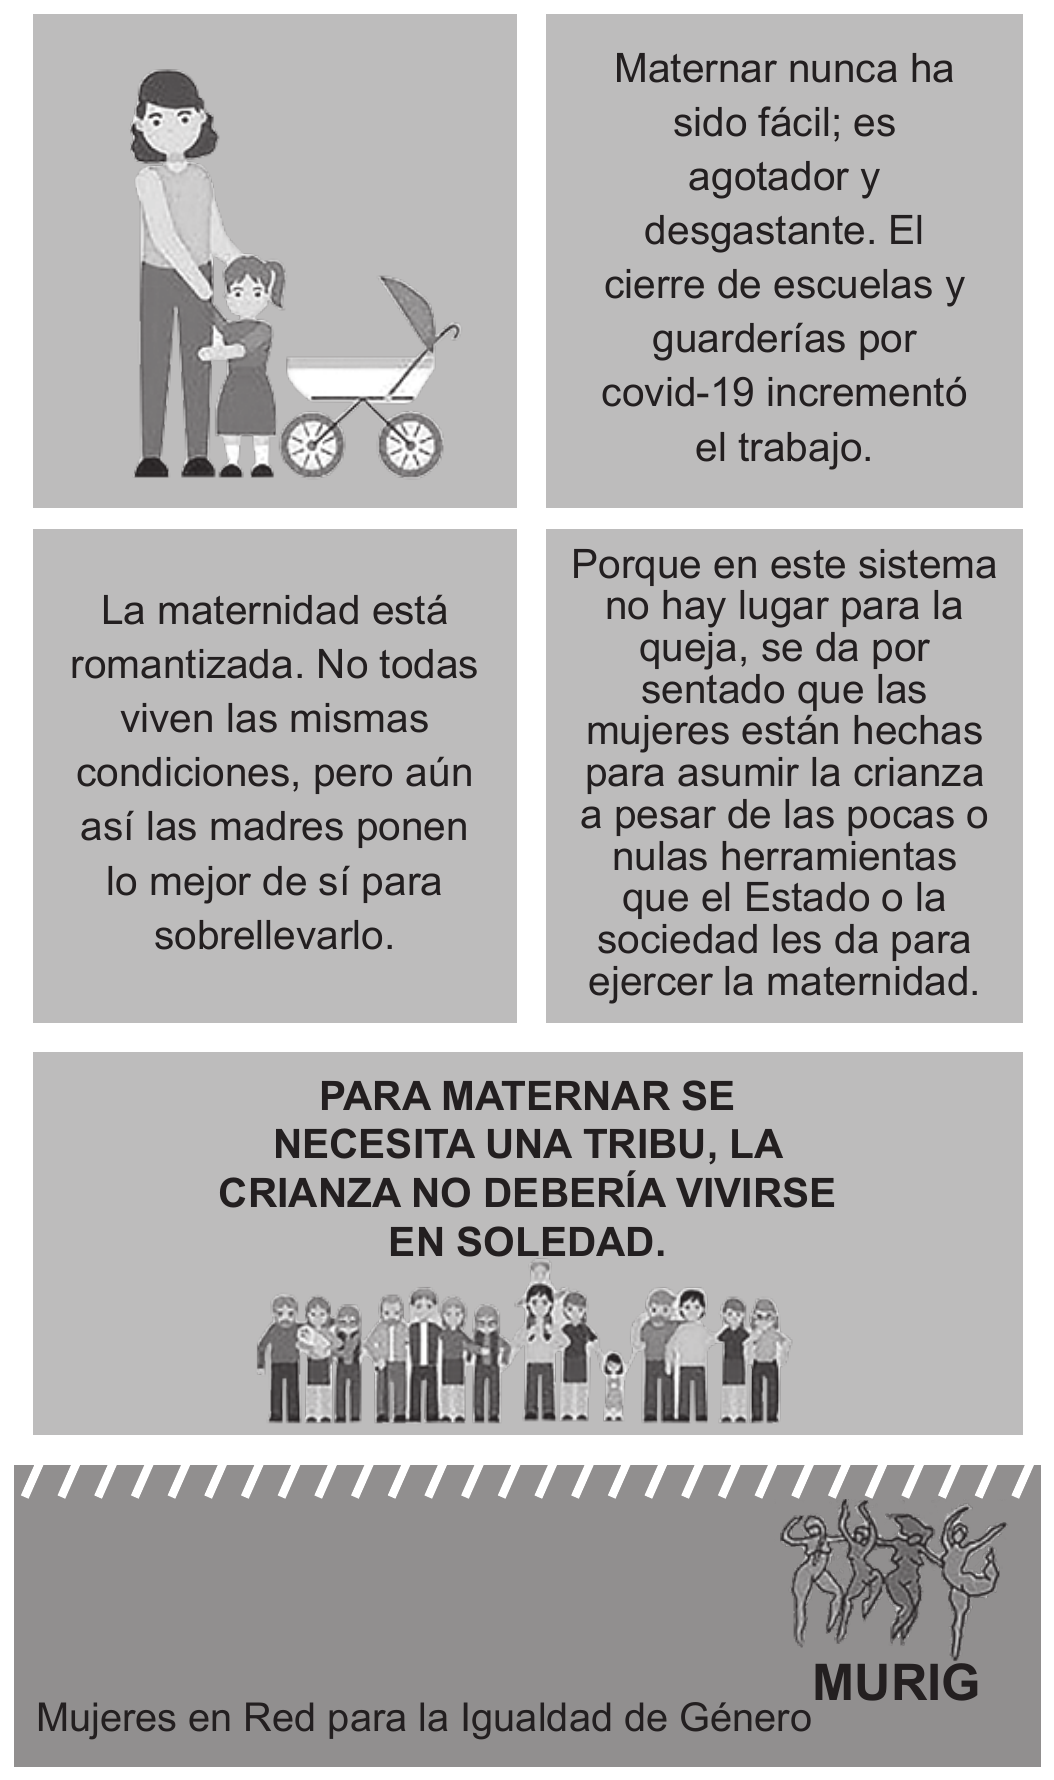 Maternar nunca ha
sido fácil; es
agotador y
desgastante. El
cierre de escuelas y
guarderías por
covid-19 incrementó
el trabajo.
La maternidad está
romantizada. No todas
viven las mismas
condiciones, pero aún
así las madres ponen
lo mejor de sí para
sobrellevarlo.
Porque en este sistema
no hay lugar para la
queja, se da por
sentado que las
mujeres están hechas
para asumir la crianza
a pesar de las pocas o
nulas herramientas
que el Estado o la
sociedad les da para
ejercer la maternidad.
PARA MATERNAR SE
NECESITA UNA TRIBU, LA
CRIANZA NO DEBERÍA VIVIRSE
EN SOLEDAD.
MURIG
Mujeres en Red para la Igualdad de Género